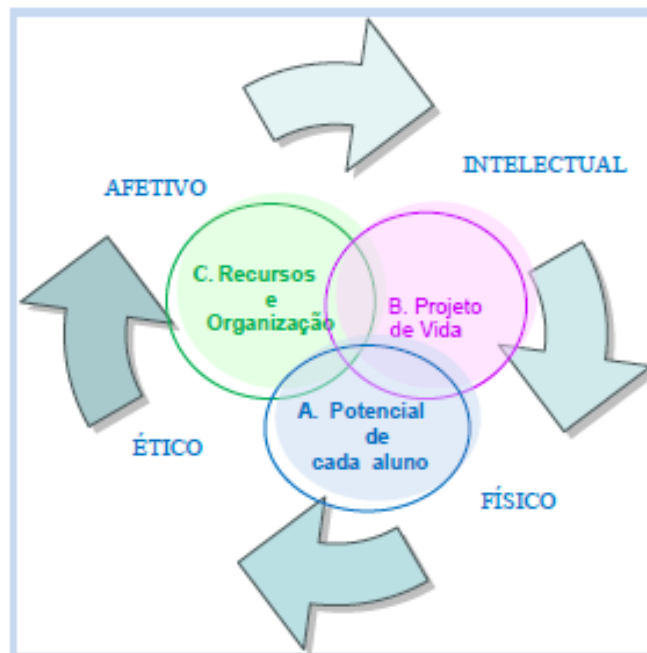 INTELECTUAL
AFETIVO
C. Recursos
e
Organização
B. Projeto
de Vida
A. Potencial
de
cada aluno
ÉTICO
FÍSICO